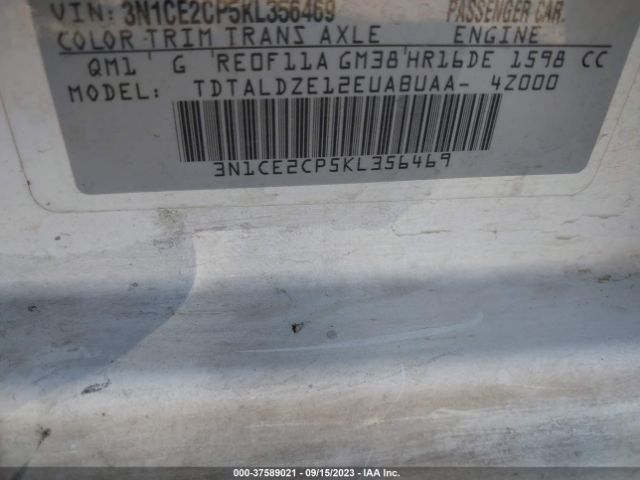 VIN: 3N1CE2CP5KL356469 PASSENGER CAR.
COLOR TRIM TRANS AXLE ENGINE
QM1 G RE0F11A GM38 HR16DE 1598 CC
MODEL: TDTALDZE12EUABUAA- 4Z000
3N1CE2CP5KL356469
000-37589021 - 09/15/2023 - IAA Inc.